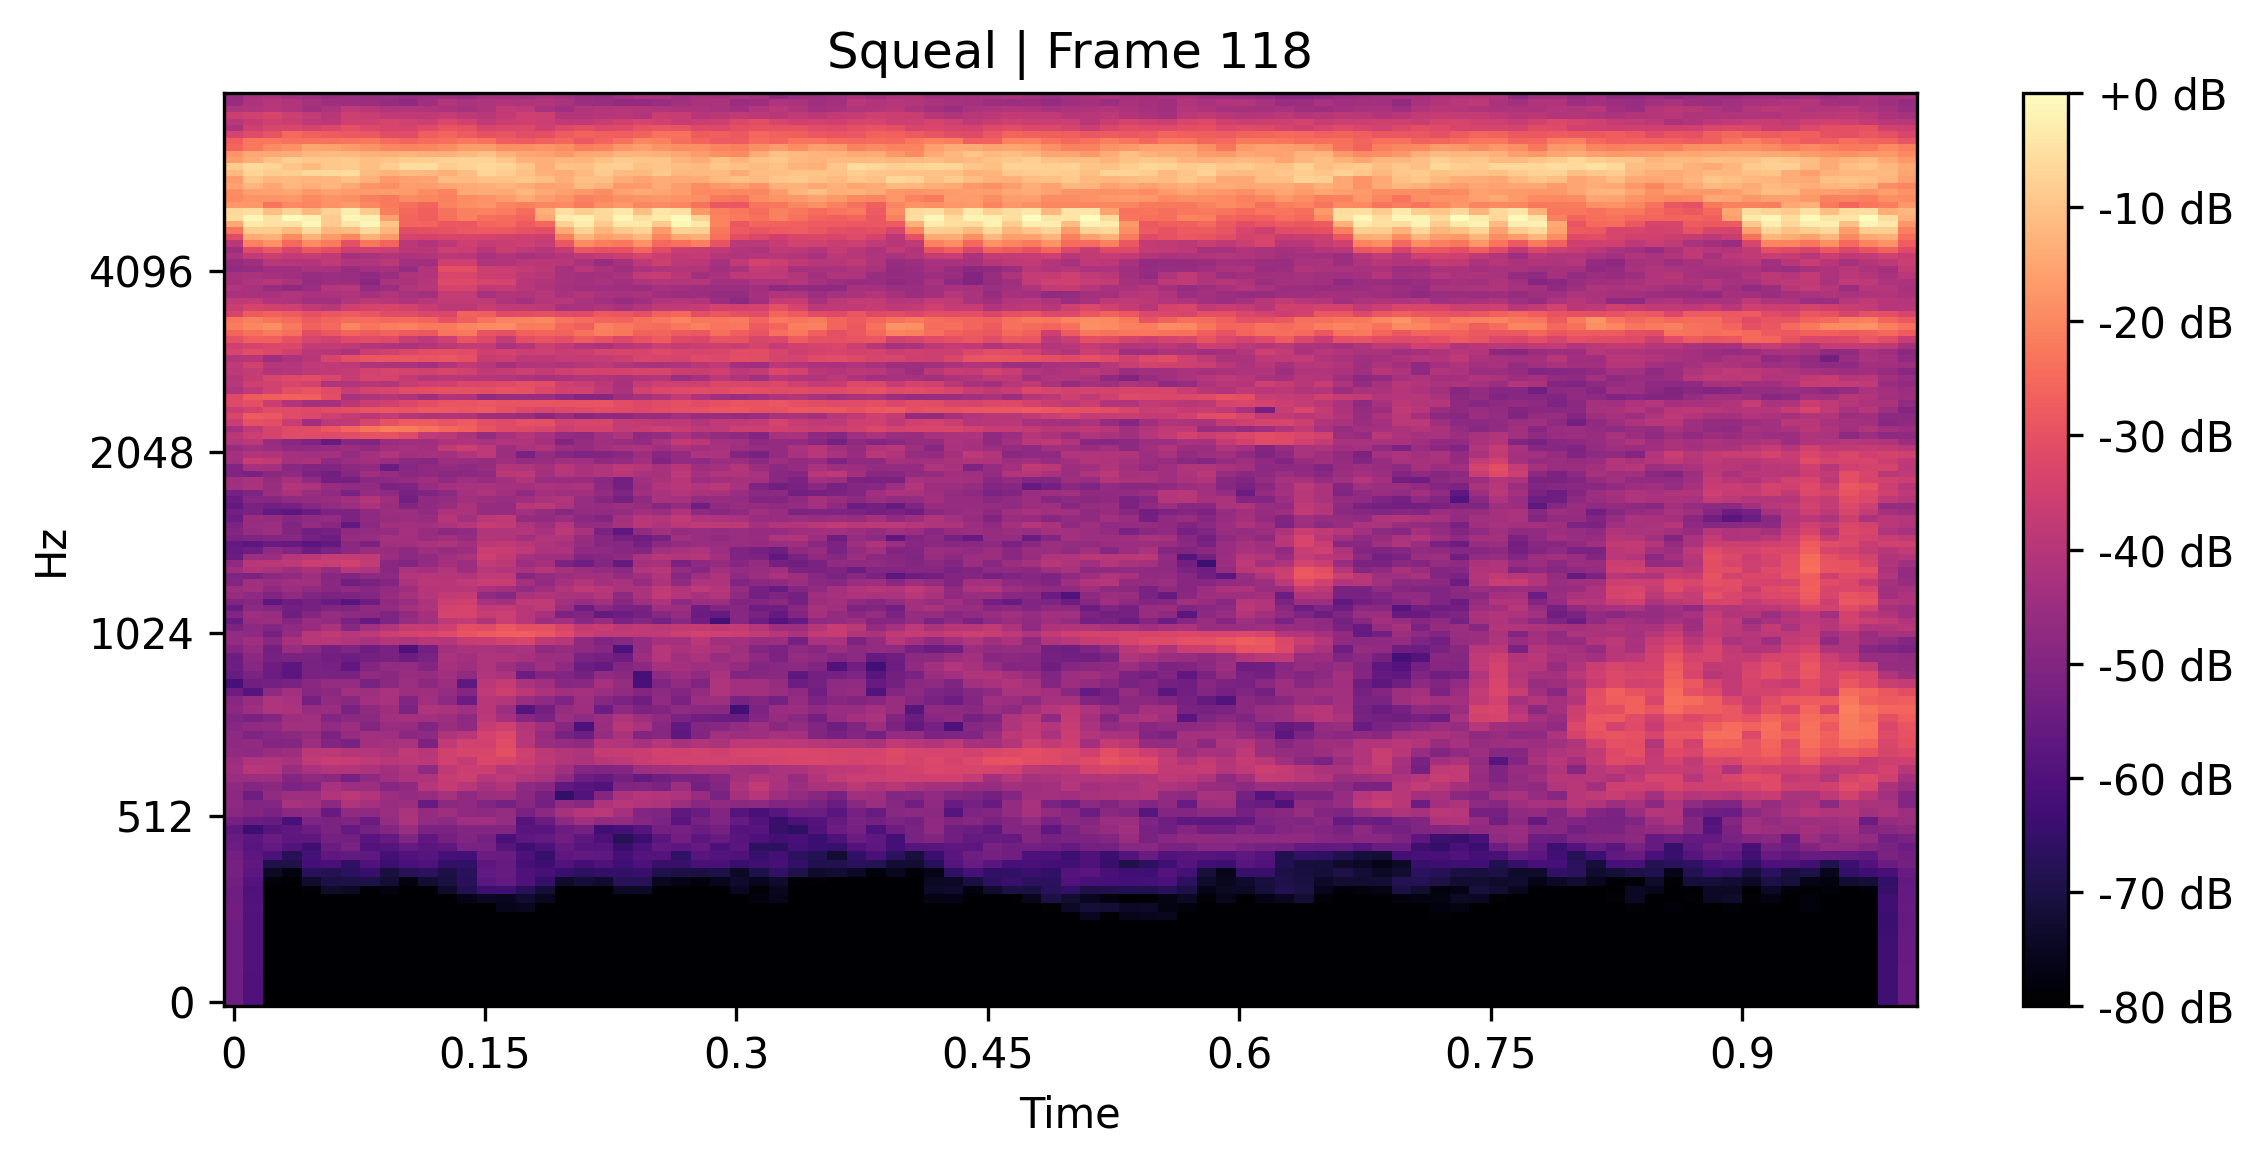 Squeal | Frame 118
Hz
4096
2048
1024
512
0
0 0.15 0.3 0.45 0.6 0.75 0.9
Time
+0 dB
-10 dB
-20 dB
-30 dB
-40 dB
-50 dB
-60 dB
-70 dB
-80 dB